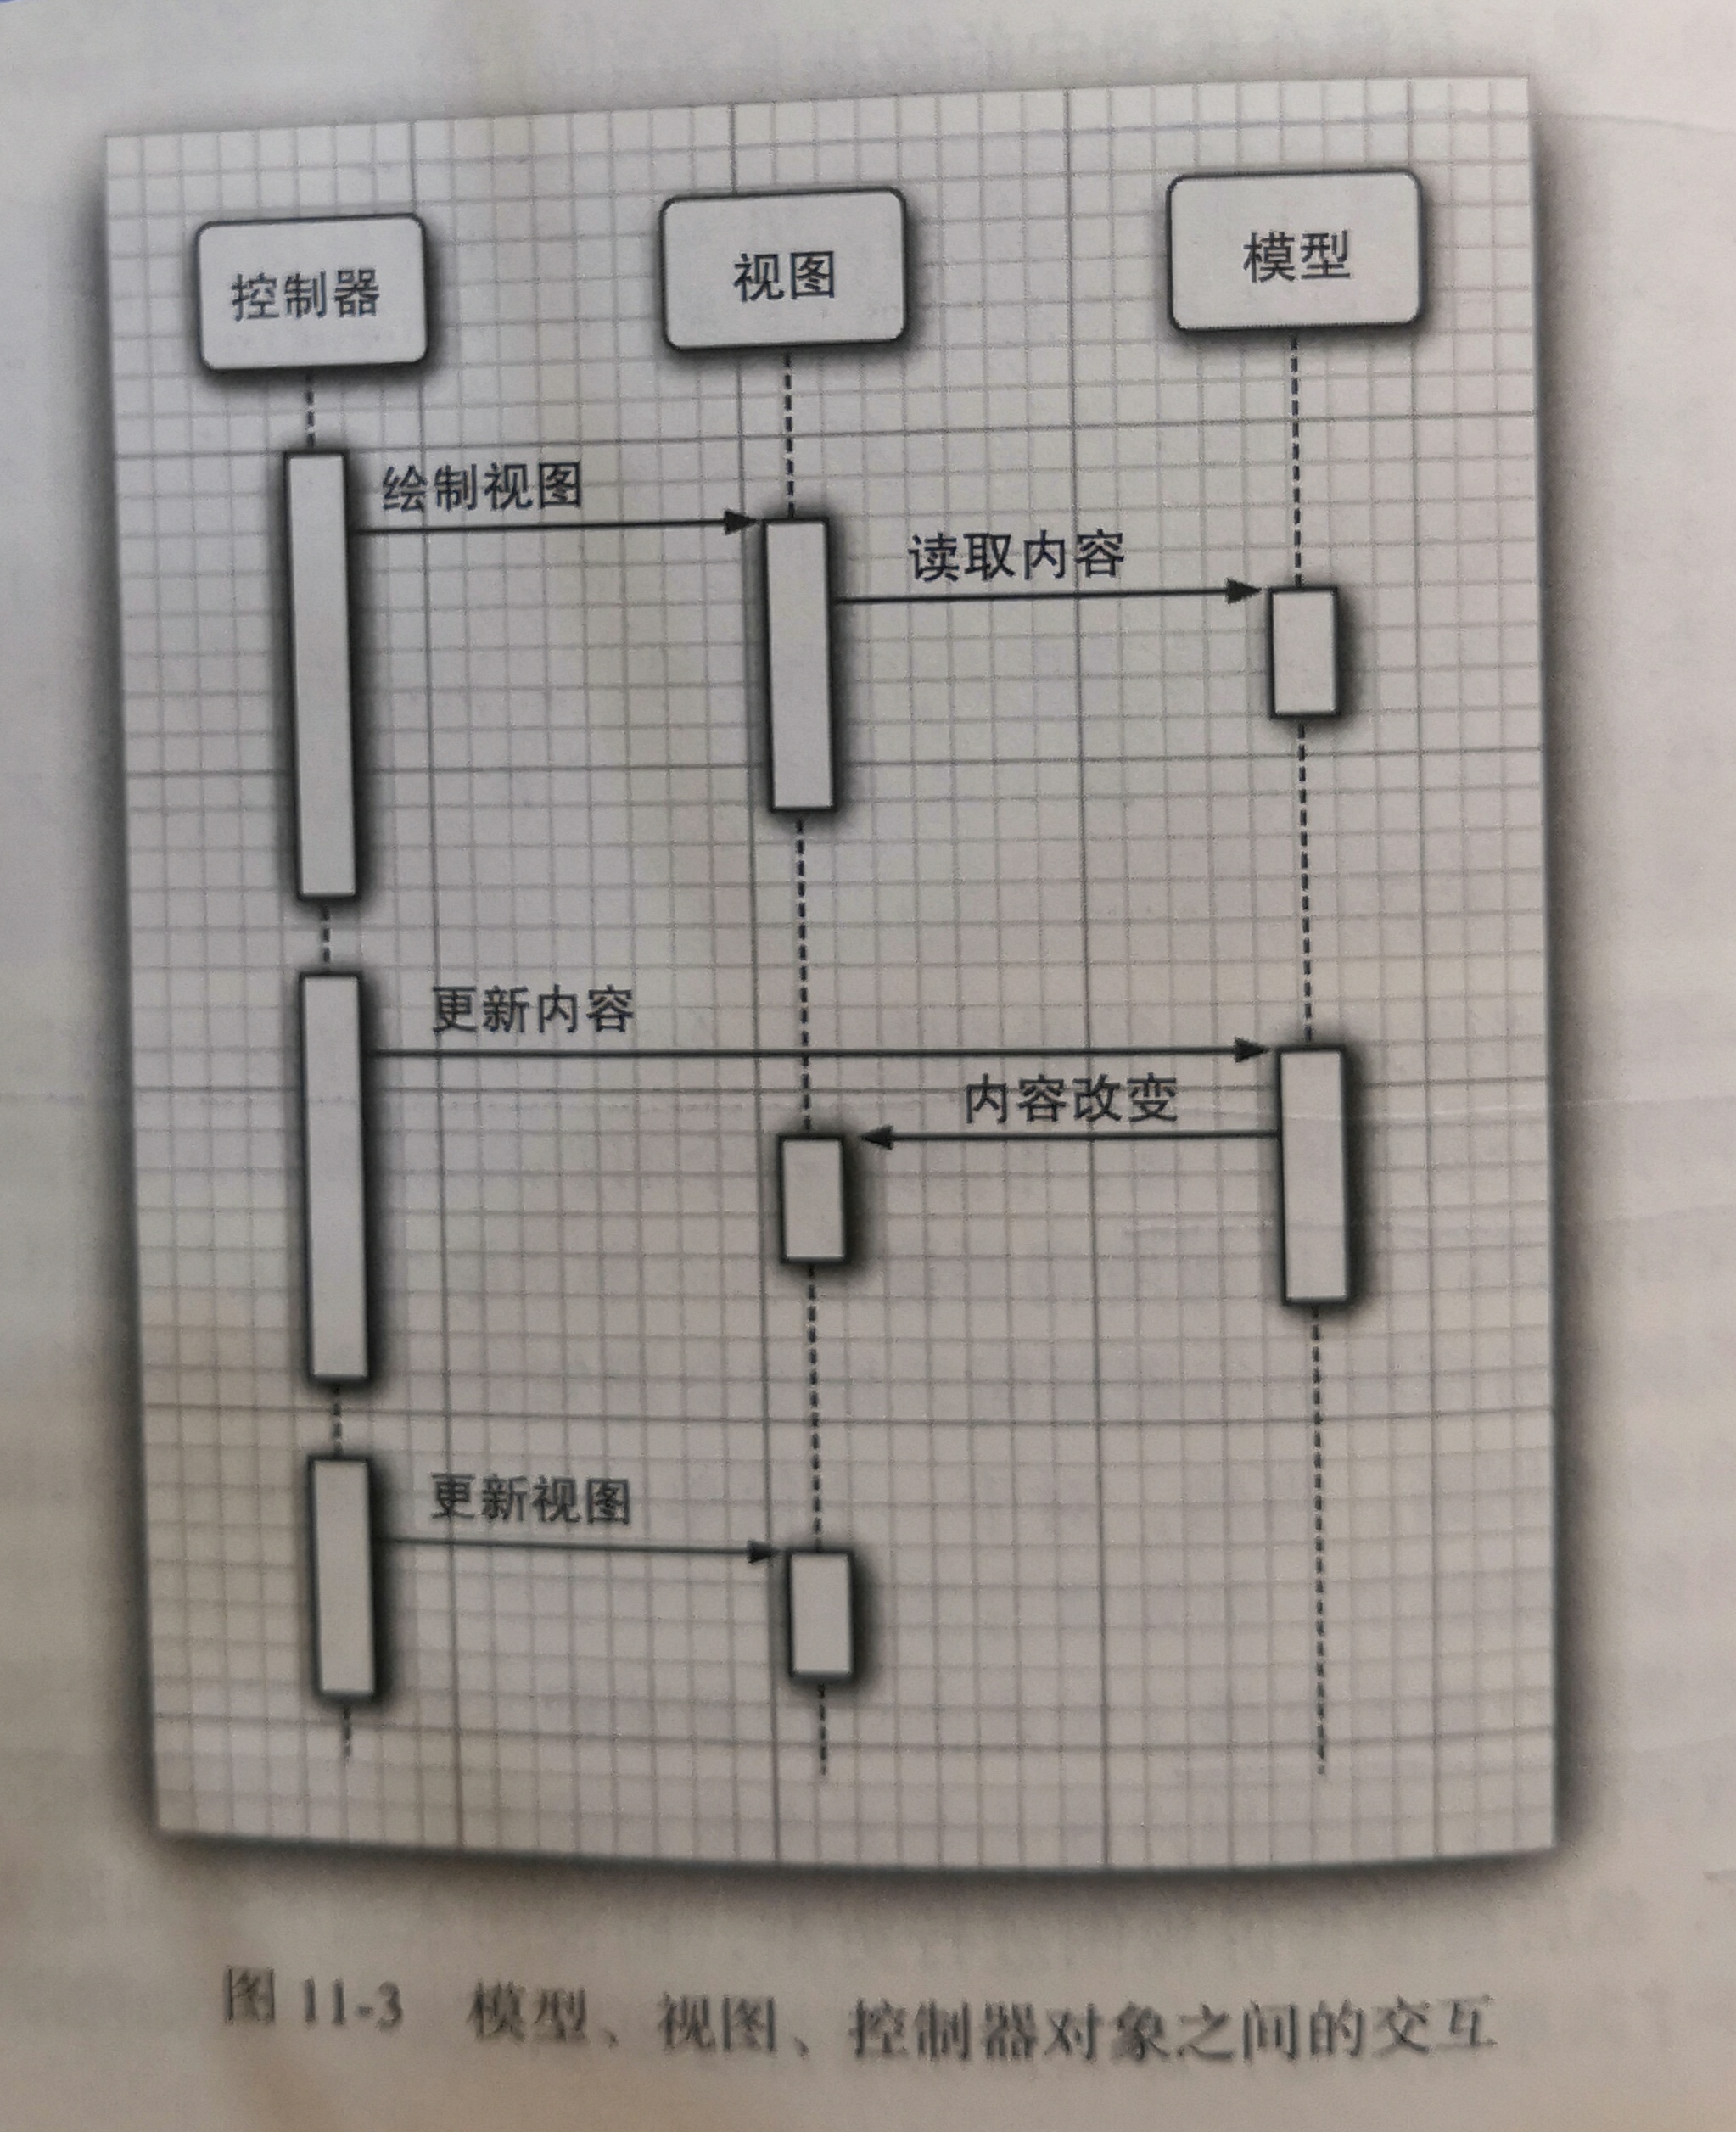 控制器
视图
模型
绘制视图
读取内容
更新内容
内容改变
更新视图
图 11-3 模型、视图、控制器对象之间的交互